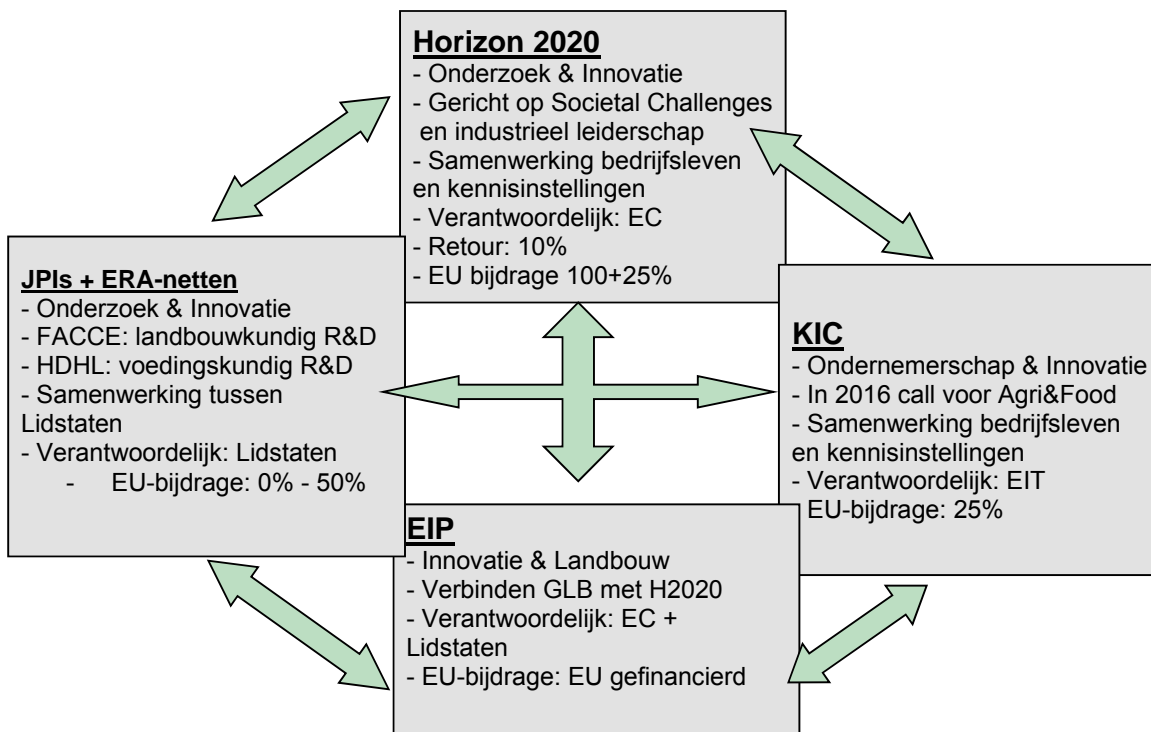 Horizon 2020
- Onderzoek & Innovatie
- Gericht op Societal Challenges
en industrieel leiderschap
- Samenwerking bedrijfsleven
en kennisinstellingen
- Verantwoordelijk: EC
- Retour: 10%
- EU bijdrage 100+25%
JPIs + ERA-netten
- Onderzoek & Innovatie
- FACCE: landbouwkundig R&D
- HDHL: voedingskundig R&D
- Samenwerking tussen
Lidstaten
- Verantwoordelijk: Lidstaten
- EU-bijdrage: 0% - 50%
KIC
- Ondernemerschap & Innovatie
- In 2016 call voor Agri&Food
- Samenwerking bedrijfsleven
en kennisinstellingen
- Verantwoordelijk: EIT
- EU-bijdrage: 25%
EIP
- Innovatie & Landbouw
- Verbinden GLB met H2020
- Verantwoordelijk: EC +
Lidstaten
- EU-bijdrage: EU gefinancierd